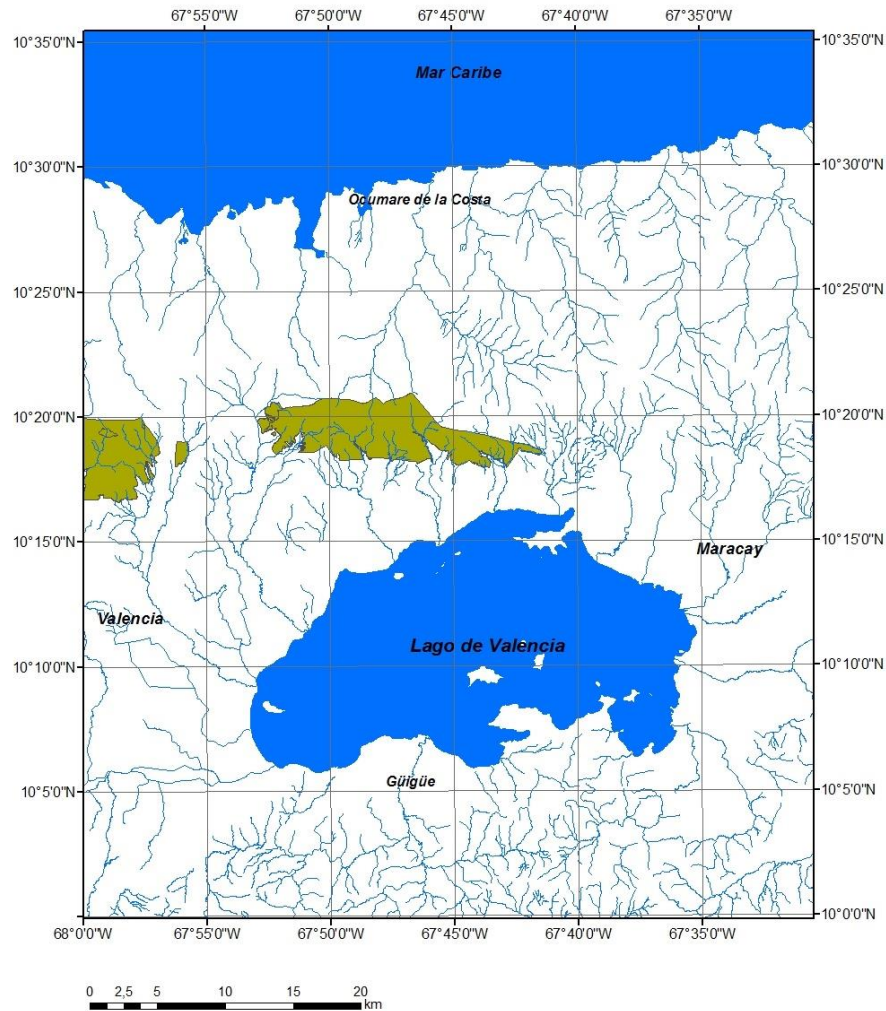 67°55'0"W 67°50'0"W 67°45'0"W 67°40'0"W 67°35'0"W
10°35'0"N 10°35'0"N
Mar Caribe
10°30'0"N 10°30'0"N
Ocumare de la Costa
10°25'0"N 10°25'0"N
10°20'0"N 10°20'0"N
10°15'0"N 10°15'0"N
Maracay
Valencia
Lago de Valencia
10°10'0"N 10°10'0"N
Güigüe
10°5'0"N 10°5'0"N
10°0'0"N
68°0'0"W 67°55'0"W 67°50'0"W 67°45'0"W 67°40'0"W 67°35'0"W
0 2,5 5 10 15 20
km